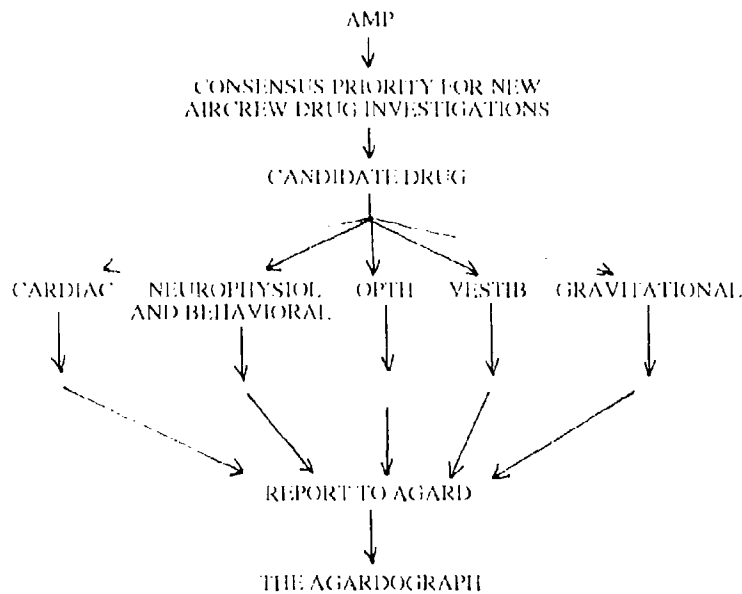 AMP
CONSENSUS PRIORITY FOR NEW
AIRCREW DRUG INVESTIGATIONS
CANDIDATE DRUG
CARDIAC NEUROPHYSIOL OPTH VESTIB GRAVITATIONAL
AND BEHAVIORAL
REPORT TO AGARD
THE AGARDOGRAPH